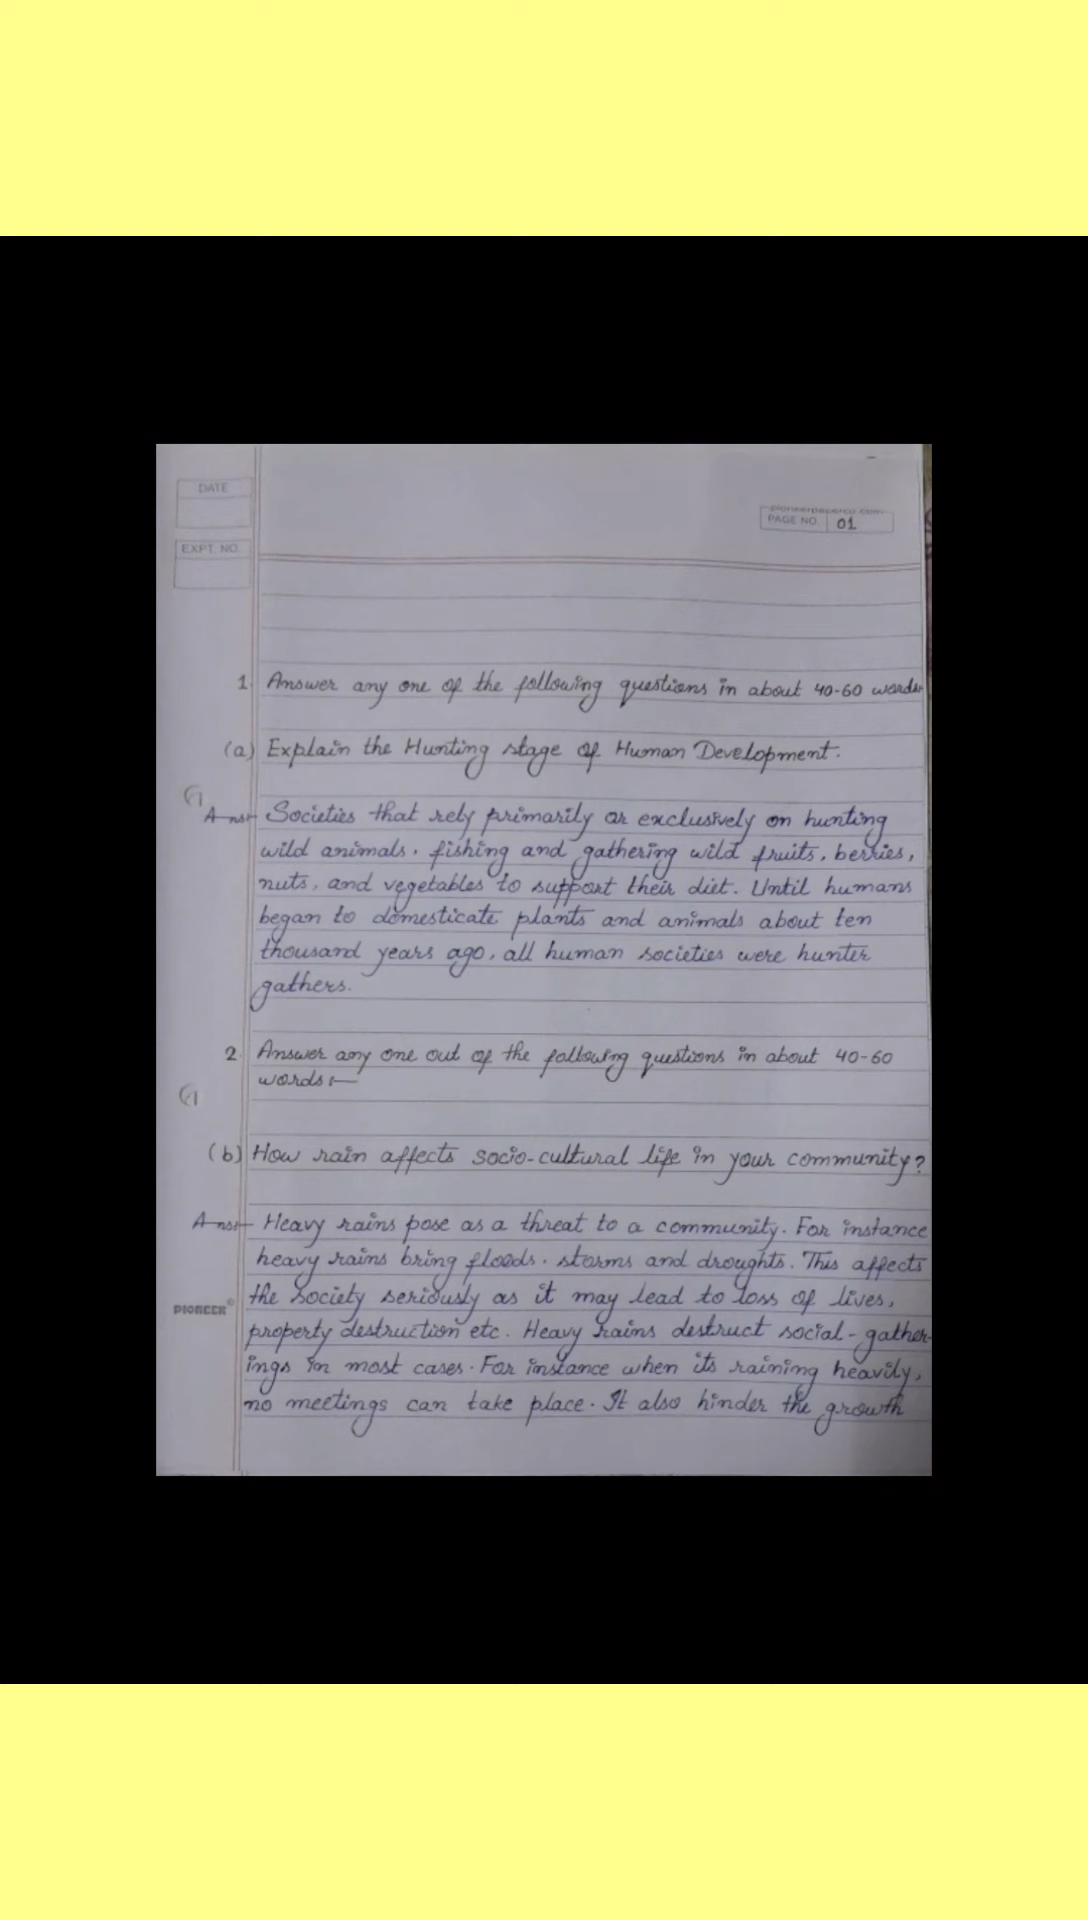 DATE
pioneerpaperco.com
PAGE NO. 01
EXPT. NO.
1. Answer any one of the following questions in about 40-60 words.
(a) Explain the Hunting stage of Human Development.
Ans:- Societies that rely primarily or exclusively on hunting
wild animals, fishing and gathering wild fruits, berries,
nuts, and vegetables to support their diet. Until humans
began to domesticate plants and animals about ten
thousand years ago, all human societies were hunter
gathers.
2. Answer any one out of the following questions in about 40-60
words:-
(b) How rain affects socio-cultural life in your community?
Ans:- Heavy rains pose as a threat to a community. For instance
heavy rains bring floods, storms and droughts. This affects
the society seriously as it may lead to loss of lives,
PIONEER
property destruction etc. Heavy rains destruct social-gather-
ings in most cases. For instance when its raining heavily,
no meetings can take place. It also hinder the growth